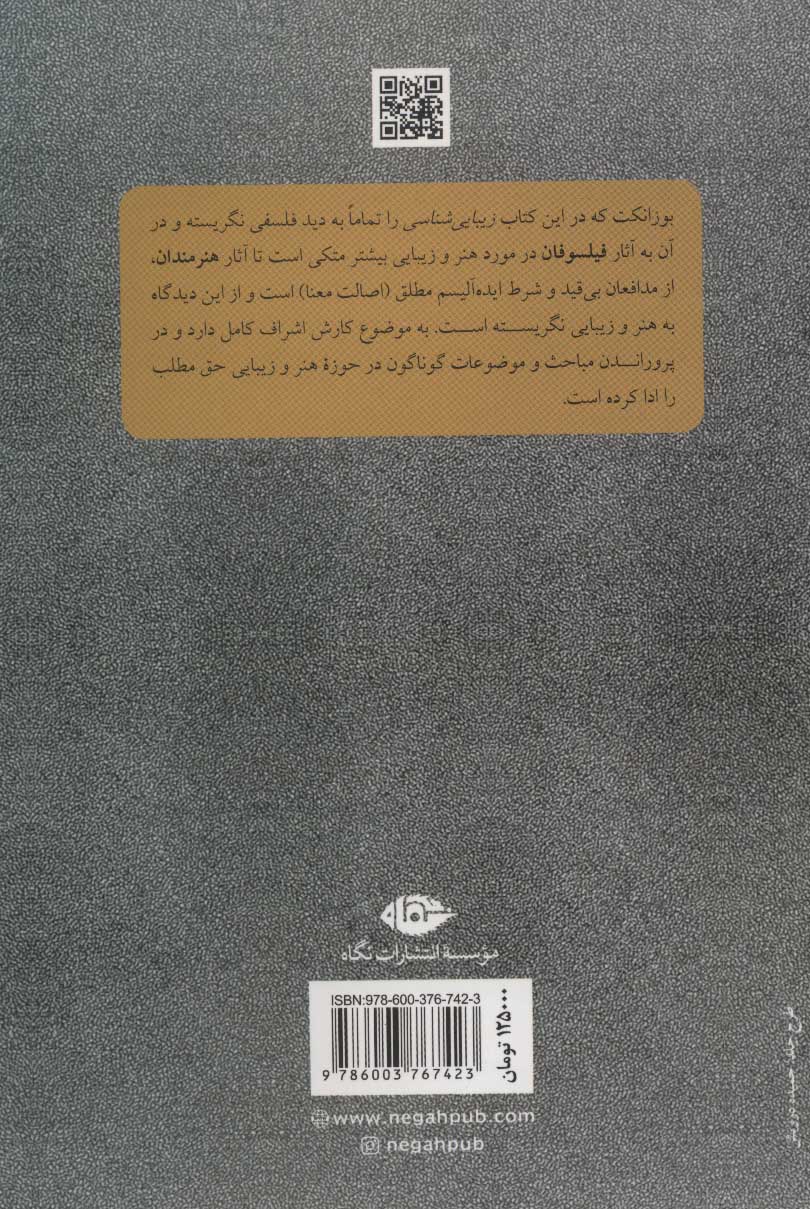 بوزانکت که در این کتاب زیبایی‌شناسی را تماماً به دید فلسفی نگریسته و در
آن به آثار فیلسوفان در مورد هنر و زیبایی بیشتر متکی است تا آثار هنرمندان،
از مدافعان بی‌قید و شرط ایده‌آلیسم مطلق (اصالت معنا) است و از این دیدگاه
به هنر و زیبایی نگریسته است. به موضوع کارش اشراف کامل دارد و در
پروراندن مباحث و موضوعات گوناگون در حوزهٔ هنر و زیبایی حق مطلب
را ادا کرده است.
مؤسسهٔ انتشارات نگاه
ISBN:978-600-376-742-3
9 786003 767423
۱۲۵۰۰۰ تومان
www.negahpub.com
negahpub
طرح جلد: